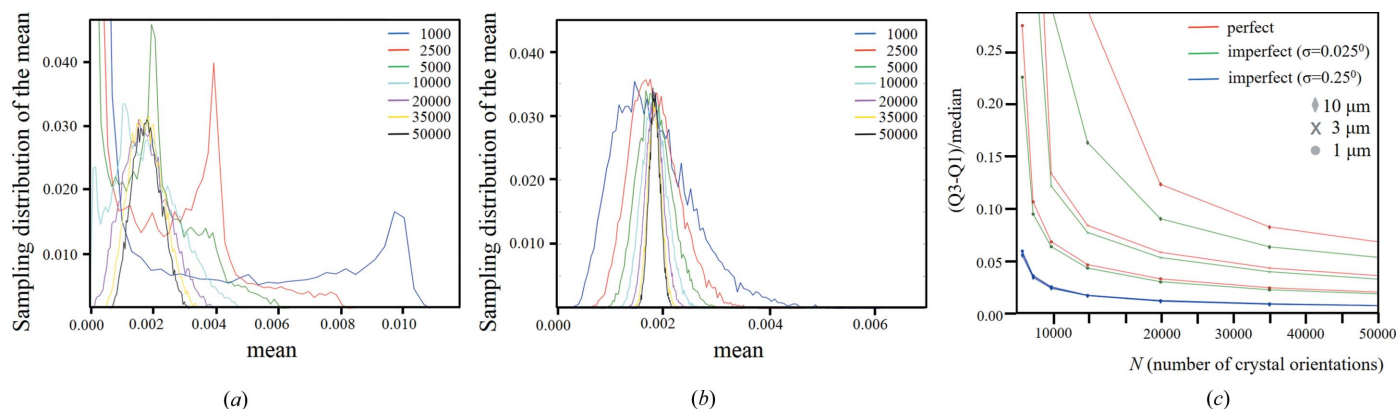 Sampling distribution of the mean
0.040
0.030
0.020
0.010
0.000 0.002 0.004 0.006 0.008 0.010
mean
1000
2500
5000
10000
20000
35000
50000
(a)
Sampling distribution of the mean
0.040
0.030
0.020
0.010
0.000 0.002 0.004 0.006
mean
1000
2500
5000
10000
20000
35000
50000
(b)
(Q3-Q1)/median
0.25
0.20
0.15
0.10
0.05
0.00
10000 20000 30000 40000 50000
N (number of crystal orientations)
perfect
imperfect (σ=0.025⁰)
imperfect (σ=0.25⁰)
10 μm
3 μm
1 μm
(c)